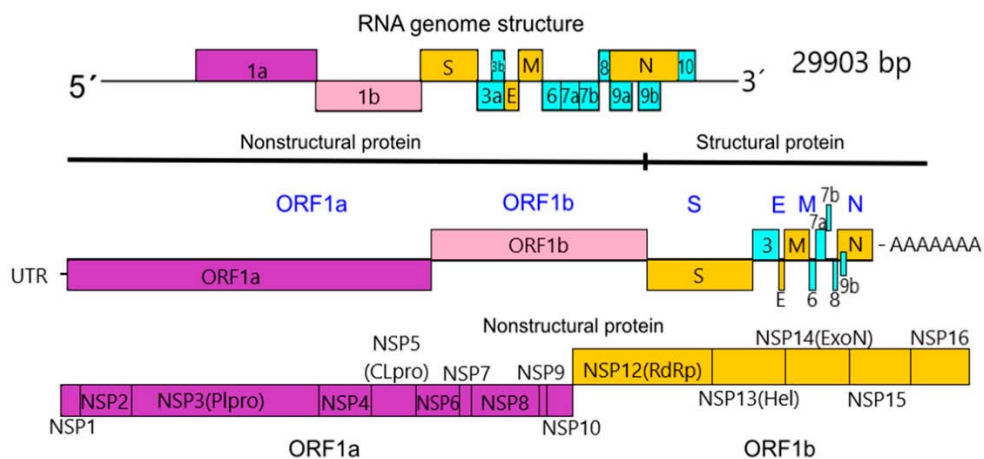 RNA genome structure
1a S 3b M 8 N 10
5´ 3´ 29903 bp
1b 3a E 6 7a 7b 9a 9b
Nonstructural protein Structural protein
ORF1a ORF1b S E M N
7b
7a
ORF1b 3 M N - AAAAAAA
UTR ORF1a S
E 6 8 9b
Nonstructural protein
NSP5 NSP14(ExoN) NSP16
(CLpro) NSP7 NSP9
NSP2 NSP3(Plpro) NSP4 NSP6 NSP8 NSP12(RdRp)
NSP1 NSP10 NSP13(Hel) NSP15
ORF1a ORF1b